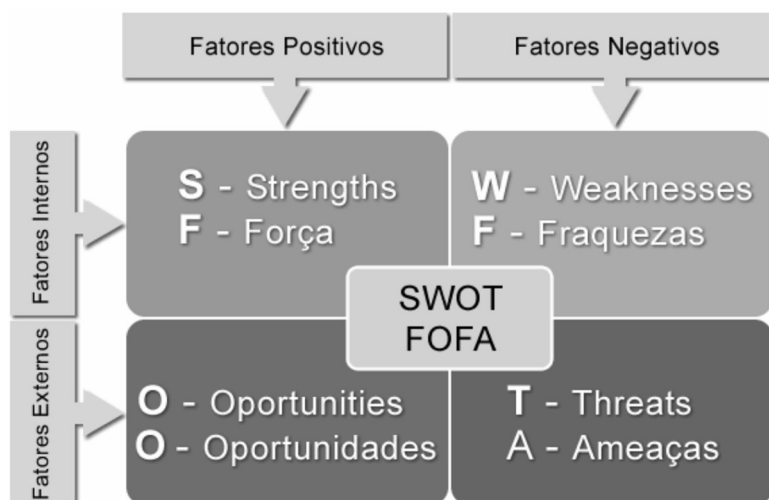 Fatores Positivos
Fatores Negativos
Fatores Internos
S - Strengths
F - Força
W - Weaknesses
F - Fraquezas
SWOT
FOFA
Fatores Externos
O - Oportunities
O - Oportunidades
T - Threats
A - Ameaças